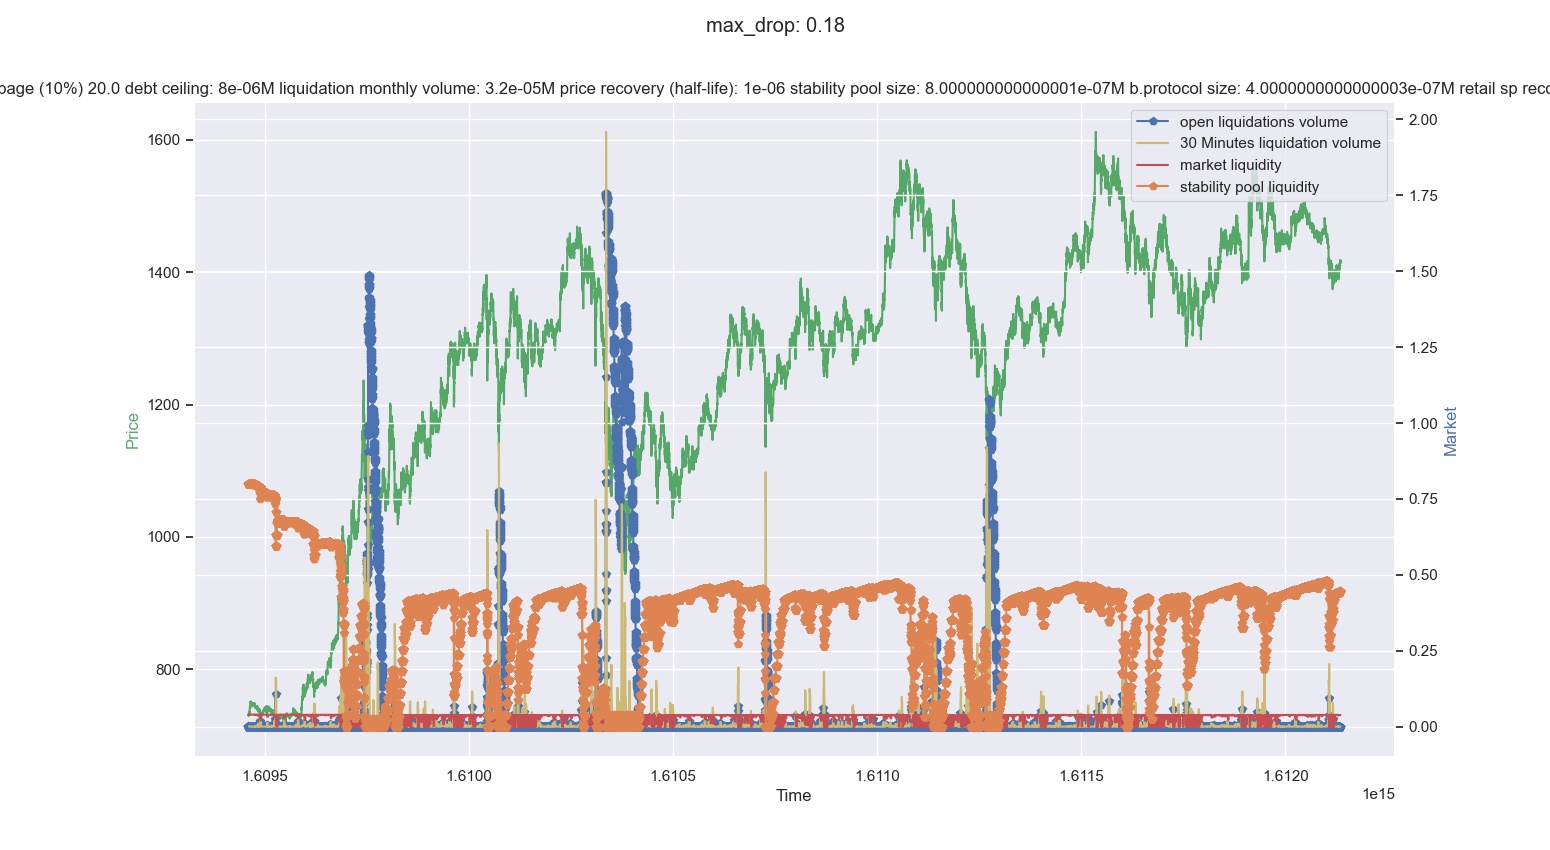 max_drop: 0.18
page (10%) 20.0 debt ceiling: 8e-06M liquidation monthly volume: 3.2e-05M price recovery (half-life): 1e-06 stability pool size: 8.000000000000001e-07M b.protocol size: 4.0000000000000003e-07M retail sp reco
open liquidations volume
30 Minutes liquidation volume
market liquidity
stability pool liquidity
1600
1400
1200
1000
800
Price
2.00
1.75
1.50
1.25
1.00
0.75
0.50
0.25
0.00
Market
1.6095 1.6100 1.6105 1.6110 1.6115 1.6120
Time
1e15